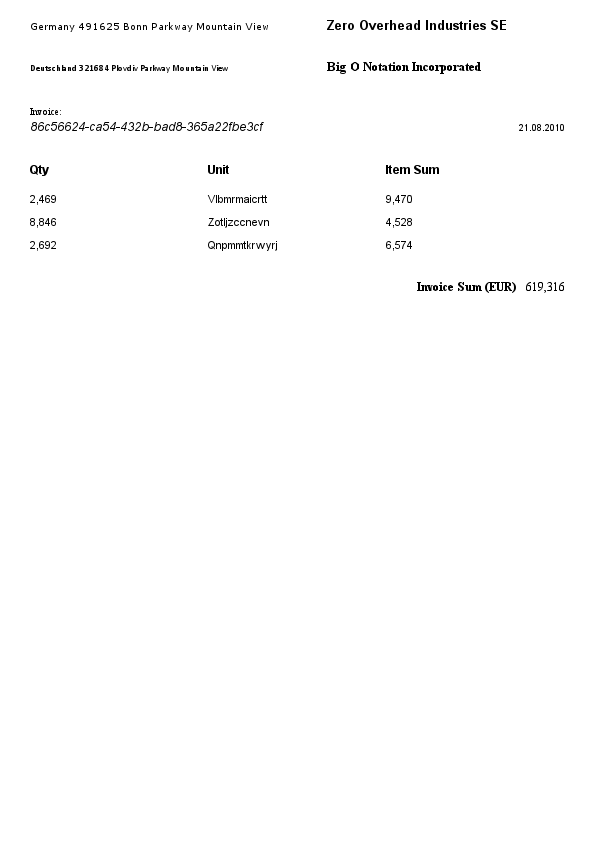 Germany 491625 Bonn Parkway Mountain View Zero Overhead Industries SE
Deutschland 321684 Plovdiv Parkway Mountain View Big O Notation Incorporated
Invoice:
86c56624-ca54-432b-bad8-365a22fbe3cf 21.08.2010
Qty Unit Item Sum
2,469 Vlbmrmaicrtt 9,470
8,846 Zotljzccnevn 4,528
2,692 Qnpmmtkrwyrj 6,574
Invoice Sum (EUR) 619,316